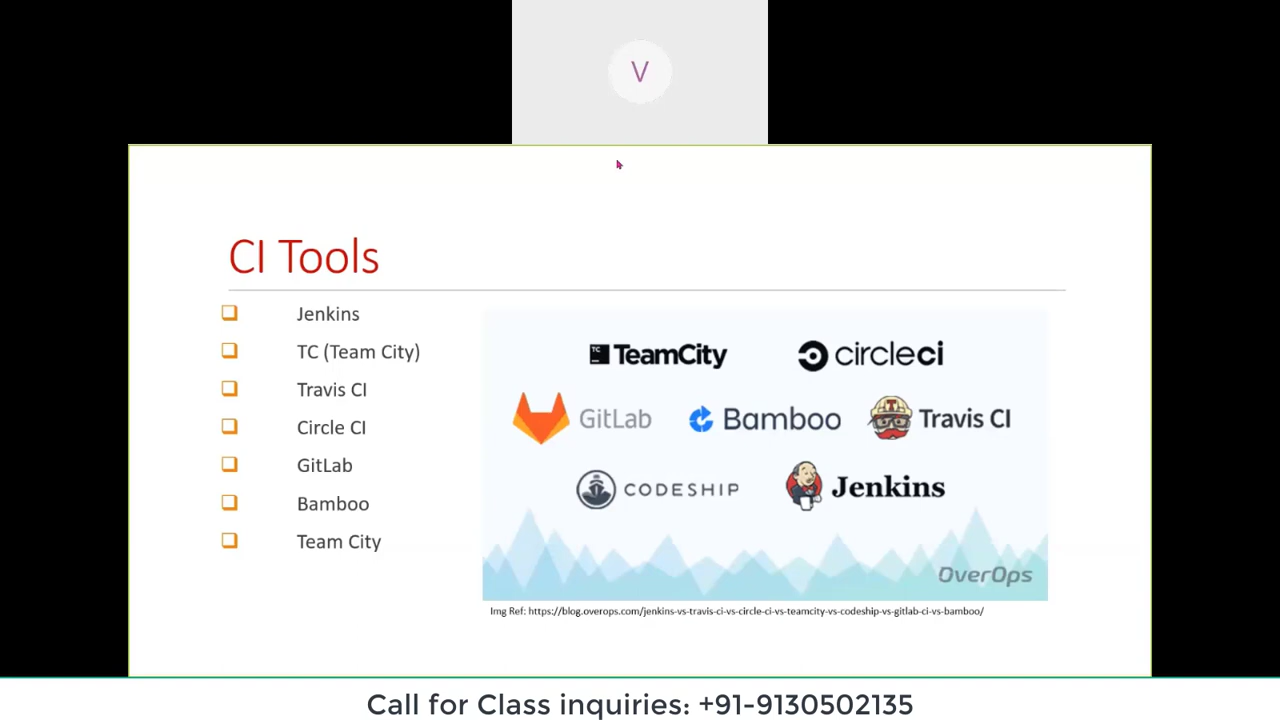 V
CI Tools
❑ Jenkins
❑ TC (Team City)
❑ Travis CI
❑ Circle CI
❑ GitLab
❑ Bamboo
❑ Team City
TC TeamCity circleci
GitLab Bamboo T Travis CI
CODESHIP Jenkins
OverOps
Img Ref: https://blog.overops.com/jenkins-vs-travis-ci-vs-circle-ci-vs-teamcity-vs-codeship-vs-gitlab-ci-vs-bamboo/
Call for Class inquiries: +91-9130502135